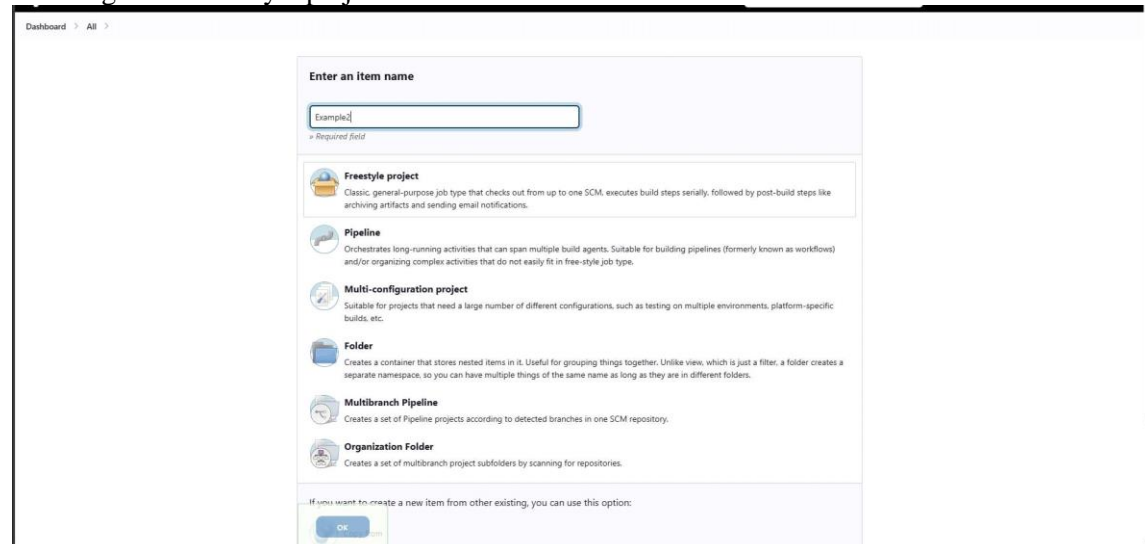 Dashboard > All >
Enter an item name
Example2
» Required field
Freestyle project
Classic, general-purpose job type that checks out from up to one SCM, executes build steps serially, followed by post-build steps like
archiving artifacts and sending email notifications.
Pipeline
Orchestrates long-running activities that can span multiple build agents. Suitable for building pipelines (formerly known as workflows)
and/or organizing complex activities that do not easily fit in free-style job type.
Multi-configuration project
Suitable for projects that need a large number of different configurations, such as testing on multiple environments, platform-specific
builds, etc.
Folder
Creates a container that stores nested items in it. Useful for grouping things together. Unlike view, which is just a filter, a folder creates a
separate namespace, so you can have multiple things of the same name as long as they are in different folders.
Multibranch Pipeline
Creates a set of Pipeline projects according to detected branches in one SCM repository.
Organization Folder
Creates a set of multibranch project subfolders by scanning for repositories.
If you want to create a new item from other existing, you can use this option:
OK